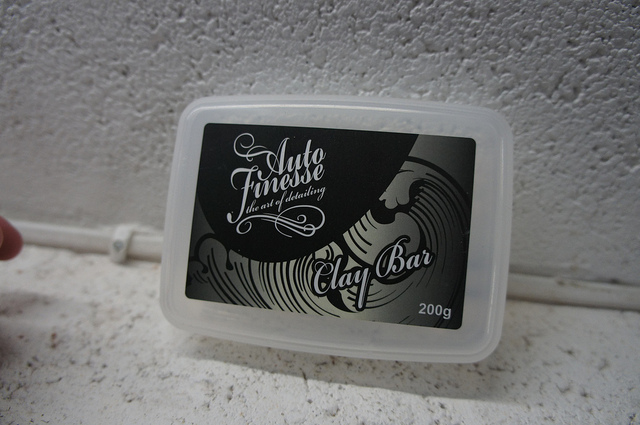 Auto
Finesse
the art of detailing
Clay Bar
200g